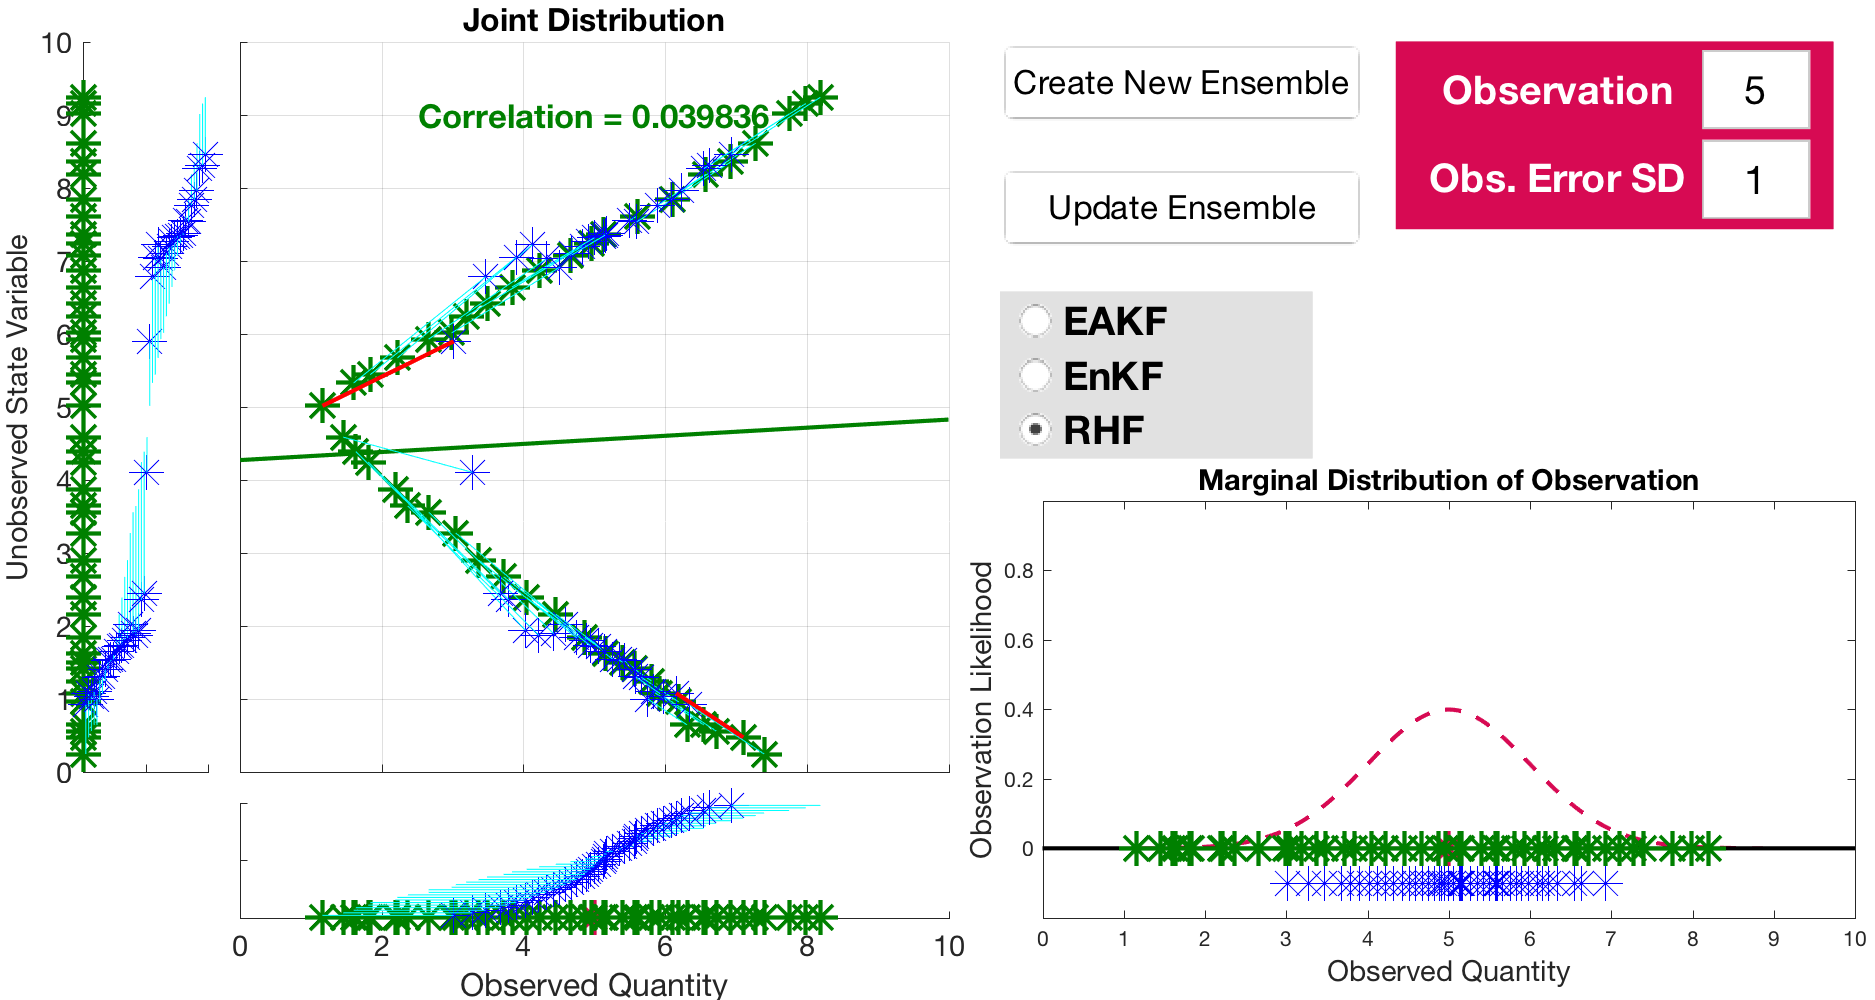 Joint Distribution
Correlation = 0.039836
Unobserved State Variable
10
9
8
7
6
5
4
3
2
1
0
0
2
4
6
8
10
Observed Quantity
Create New Ensemble
Update Ensemble
Observation
5
Obs. Error SD
1
EAKF
EnKF
RHF
Marginal Distribution of Observation
Observation Likelihood
0.8
0.6
0.4
0.2
0
0
1
2
3
4
5
6
7
8
9
10
Observed Quantity